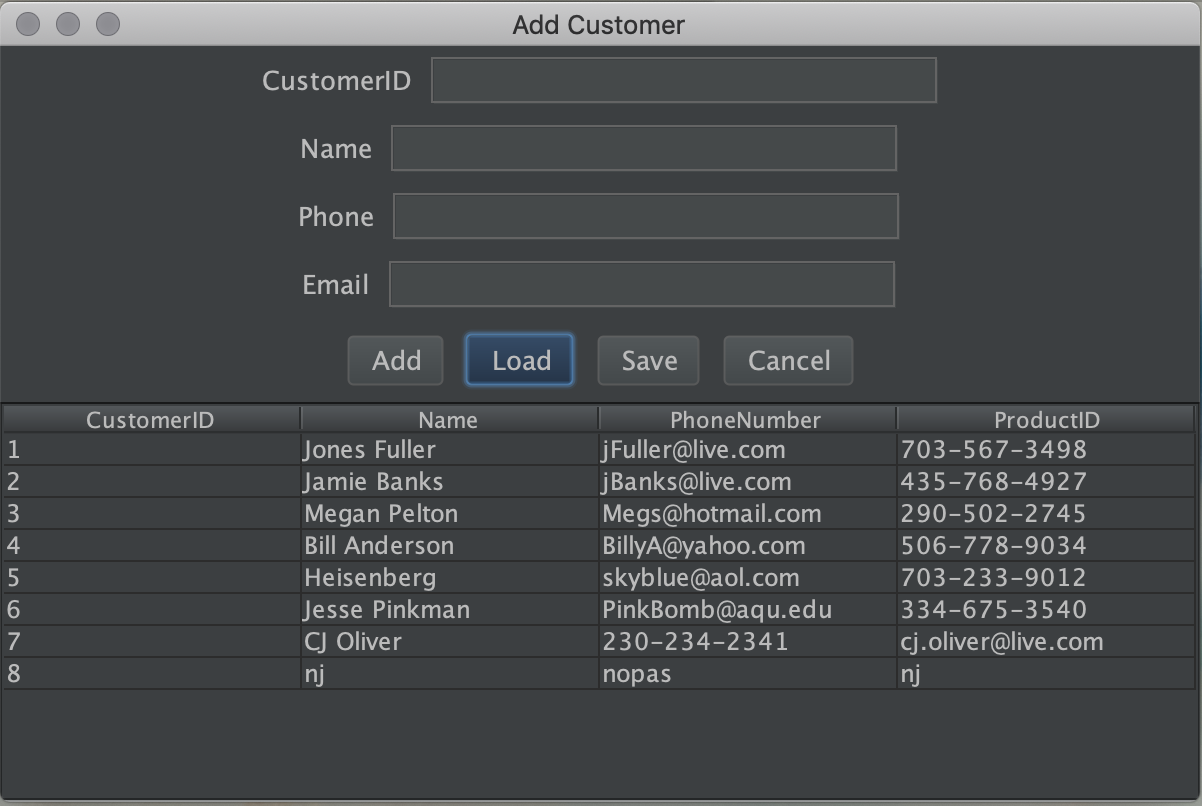 Add Customer
CustomerID
Name
Phone
Email
Add Load Save Cancel
CustomerID Name PhoneNumber ProductID
1 Jones Fuller jFuller@live.com 703-567-3498
2 Jamie Banks jBanks@live.com 435-768-4927
3 Megan Pelton Megs@hotmail.com 290-502-2745
4 Bill Anderson BillyA@yahoo.com 506-778-9034
5 Heisenberg skyblue@aol.com 703-233-9012
6 Jesse Pinkman PinkBomb@aqu.edu 334-675-3540
7 CJ Oliver 230-234-2341 cj.oliver@live.com
8 nj nopas nj